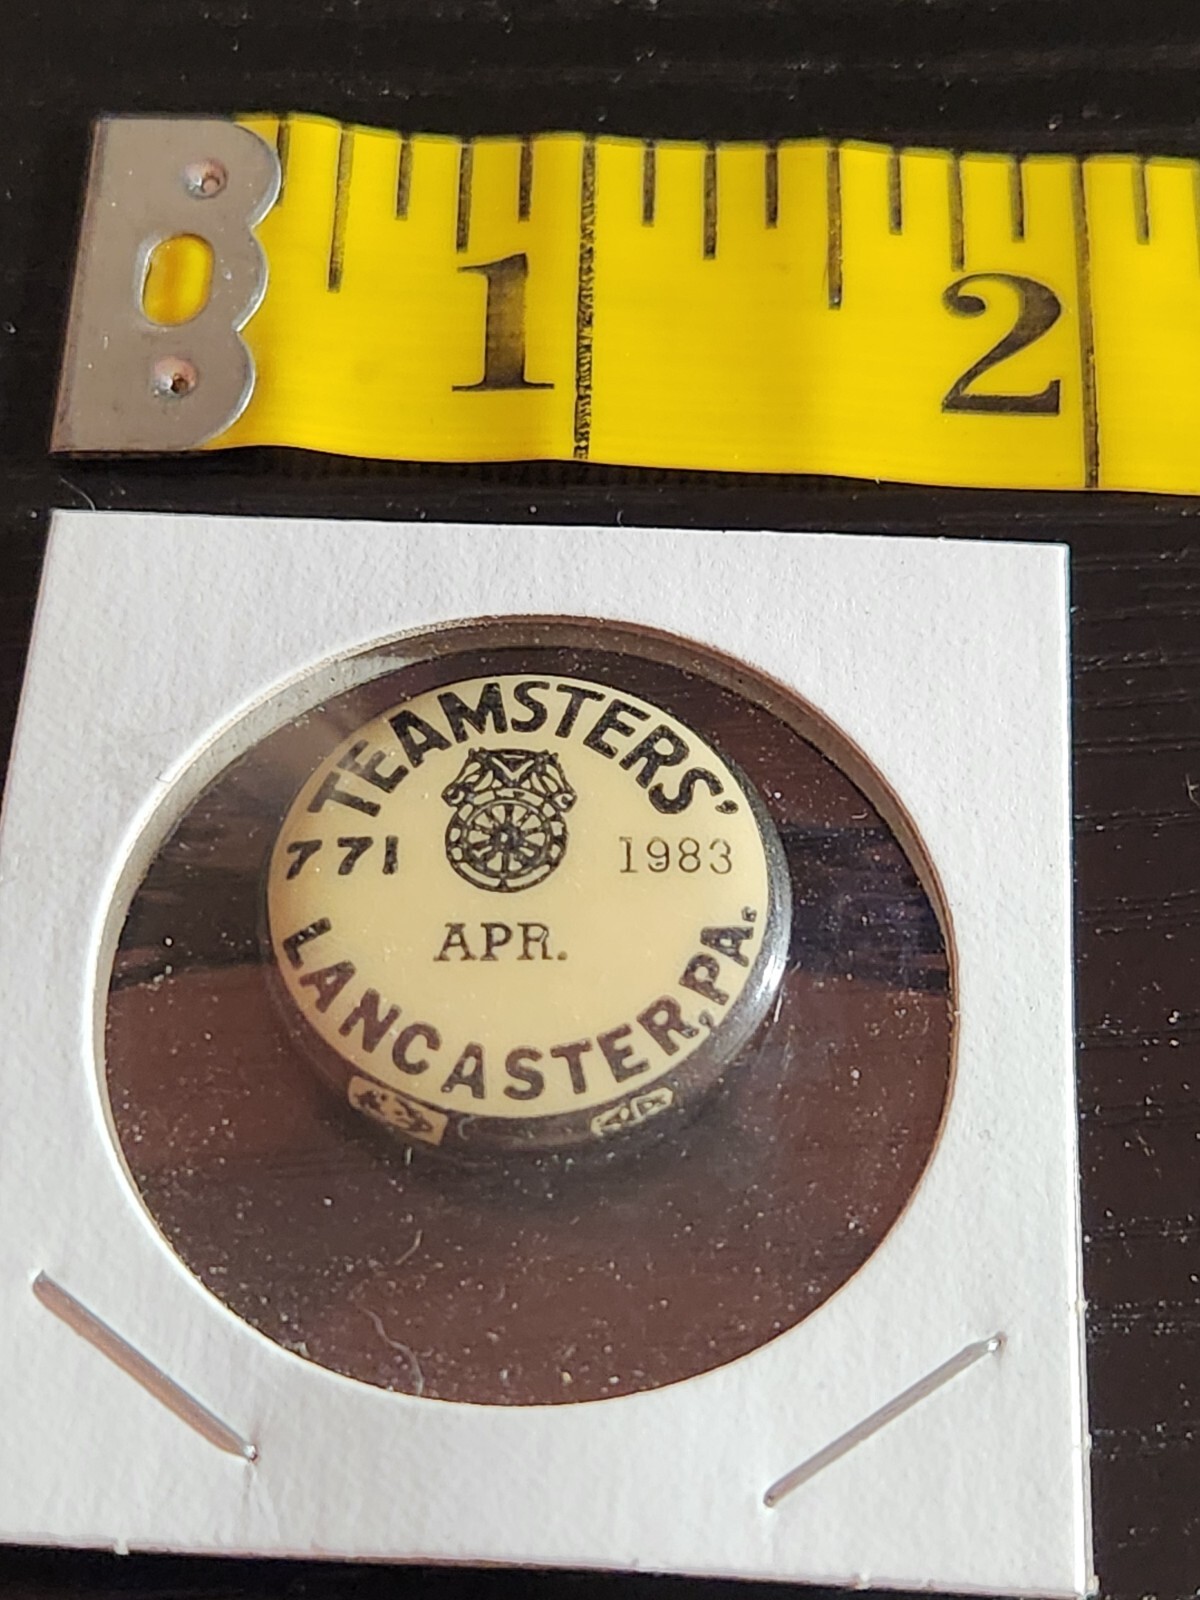 1 2
TEAMSTERS'
771 1983
APR.
LANCASTER, PA.